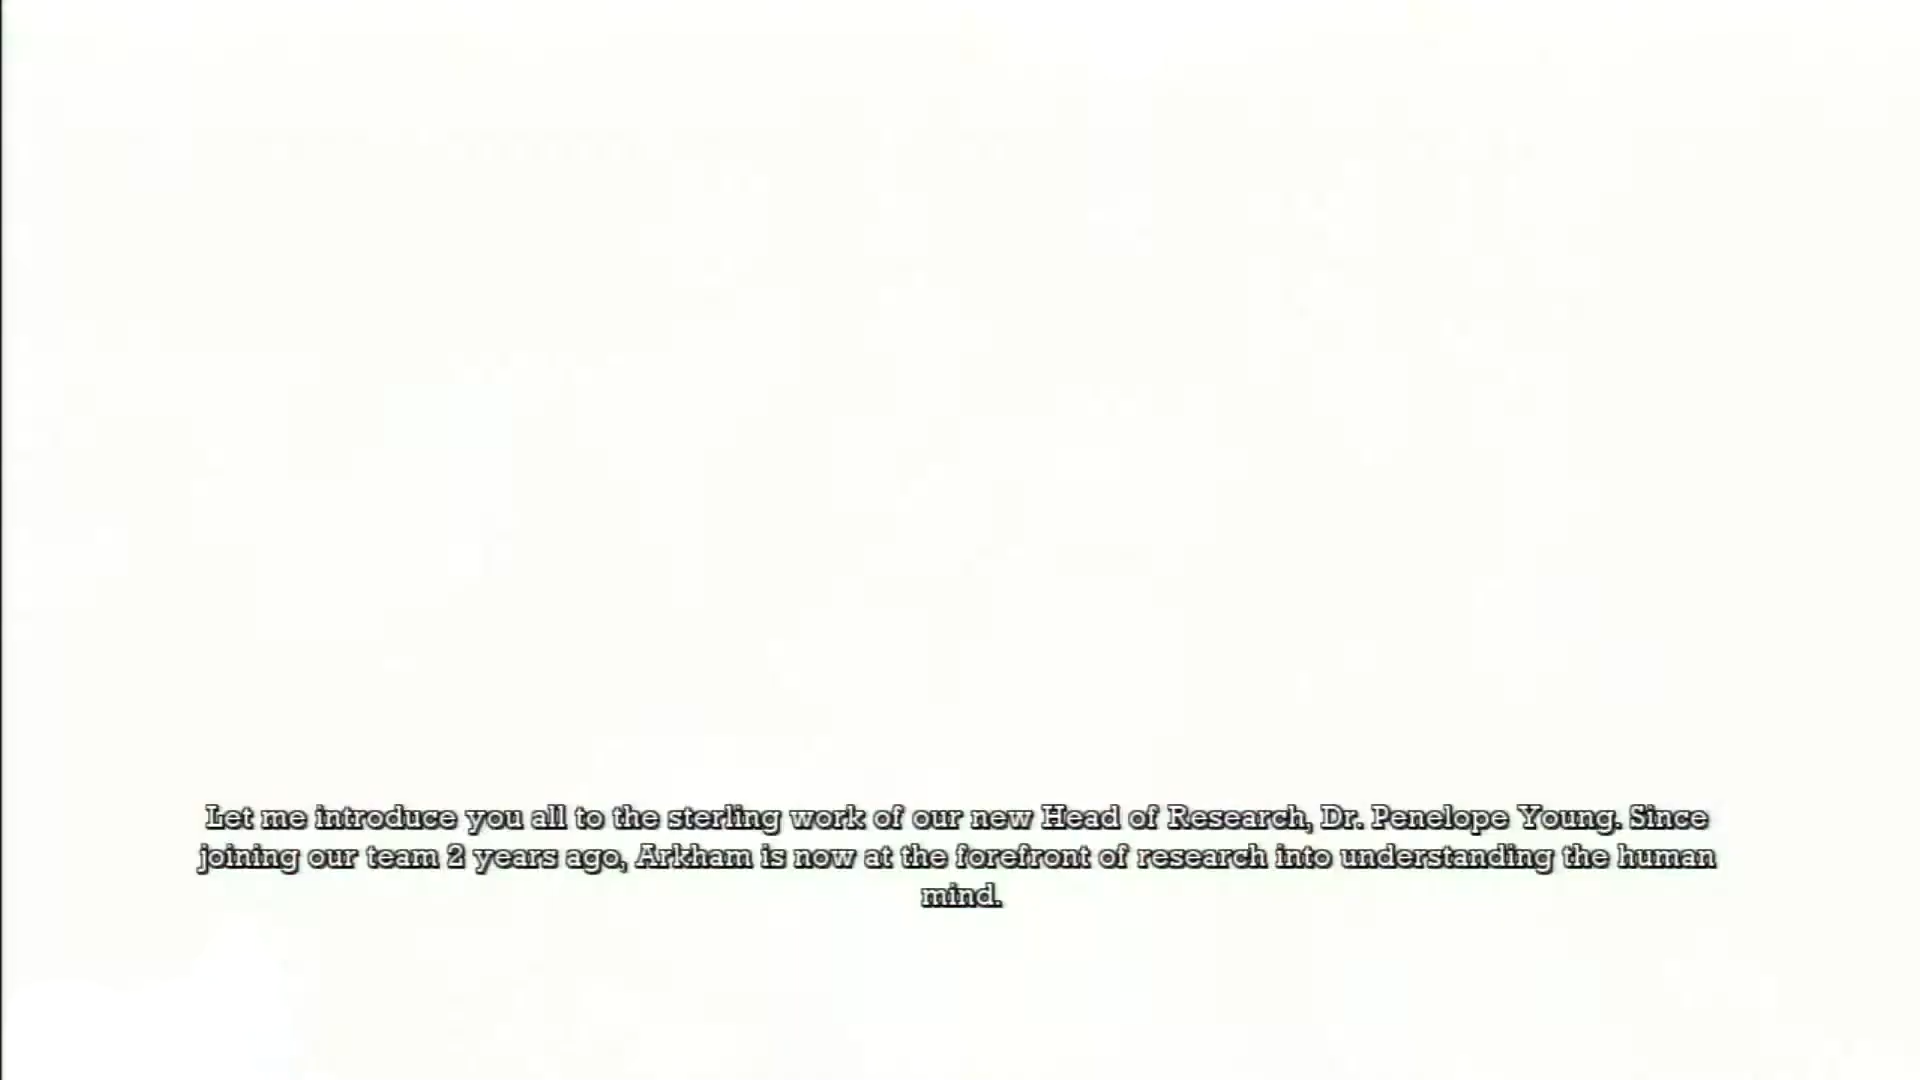 Let me introduce you all to the sterling work of our new Head of Research, Dr. Penelope Young. Since
joining our team 2 years ago, Arkham is now at the forefront of research into understanding the human
mind.